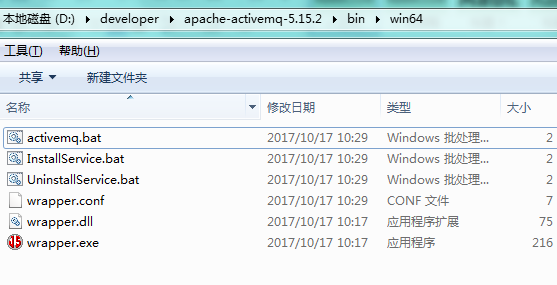 本地磁盘 (D:) ▸ developer ▸ apache-activemq-5.15.2 ▸ bin ▸ win64
工具(T) 帮助(H)
共享 新建文件夹
名称 修改日期 类型 大小
activemq.bat 2017/10/17 10:29 Windows 批处理... 2
InstallService.bat 2017/10/17 10:29 Windows 批处理... 2
UninstallService.bat 2017/10/17 10:29 Windows 批处理... 2
wrapper.conf 2017/10/17 10:29 CONF 文件 7
wrapper.dll 2017/10/17 10:17 应用程序扩展 75
wrapper.exe 2017/10/17 10:17 应用程序 216